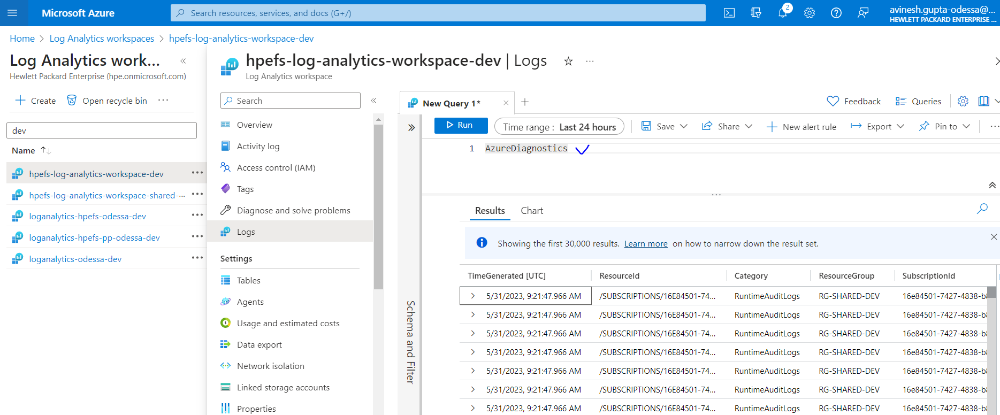 Microsoft Azure
Search resources, services, and docs (G+/)
2
avinesh.gupta-odessa@...
HEWLETT PACKARD ENTERPRISE ...
Home > Log Analytics workspaces > hpefs-log-analytics-workspace-dev
Log Analytics work...
Hewlett Packard Enterprise (hpe.onmicrosoft.com)
+ Create
Open recycle bin
...
dev
Name
hpefs-log-analytics-workspace-dev
hpefs-log-analytics-workspace-shared-...
loganalytics-hpefs-odessa-dev
loganalytics-hpefs-pp-odessa-dev
loganalytics-odessa-dev
hpefs-log-analytics-workspace-dev | Logs
Log Analytics workspace
Search
Overview
Activity log
Access control (IAM)
Tags
Diagnose and solve problems
Logs
Settings
Tables
Agents
Usage and estimated costs
Data export
Network isolation
Linked storage accounts
Properties
New Query 1*
Feedback
Queries
Run
Time range : Last 24 hours
Save
Share
New alert rule
Export
Pin to
...
Schema and Filter
1 AzureDiagnostics
Results
Chart
Showing the first 30,000 results. Learn more on how to narrow down the result set.
TimeGenerated [UTC] ResourceId Category ResourceGroup SubscriptionId
5/31/2023, 9:21:47.966 AM /SUBSCRIPTIONS/16E84501-74... RuntimeAuditLogs RG-SHARED-DEV 16e84501-7427-4838-b
5/31/2023, 9:21:47.966 AM /SUBSCRIPTIONS/16E84501-74... RuntimeAuditLogs RG-SHARED-DEV 16e84501-7427-4838-b
5/31/2023, 9:21:47.966 AM /SUBSCRIPTIONS/16E84501-74... RuntimeAuditLogs RG-SHARED-DEV 16e84501-7427-4838-b
5/31/2023, 9:21:47.966 AM /SUBSCRIPTIONS/16E84501-74... RuntimeAuditLogs RG-SHARED-DEV 16e84501-7427-4838-b
5/31/2023, 9:21:47.966 AM /SUBSCRIPTIONS/16E84501-74... RuntimeAuditLogs RG-SHARED-DEV 16e84501-7427-4838-b
5/31/2023, 9:21:47.966 AM /SUBSCRIPTIONS/16E84501-74... RuntimeAuditLogs RG-SHARED-DEV 16e84501-7427-4838-b
5/31/2023, 9:21:47.966 AM /SUBSCRIPTIONS/16E84501-74... RuntimeAuditLogs RG-SHARED-DEV 16e84501-7427-4838-b